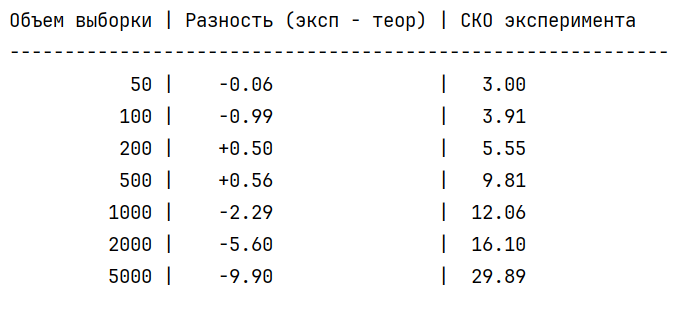 Объем выборки | Разность (эксп - теор) | СКО эксперимента
------------------------------------------------------------
50 | -0.06 | 3.00
100 | -0.99 | 3.91
200 | +0.50 | 5.55
500 | +0.56 | 9.81
1000 | -2.29 | 12.06
2000 | -5.60 | 16.10
5000 | -9.90 | 29.89